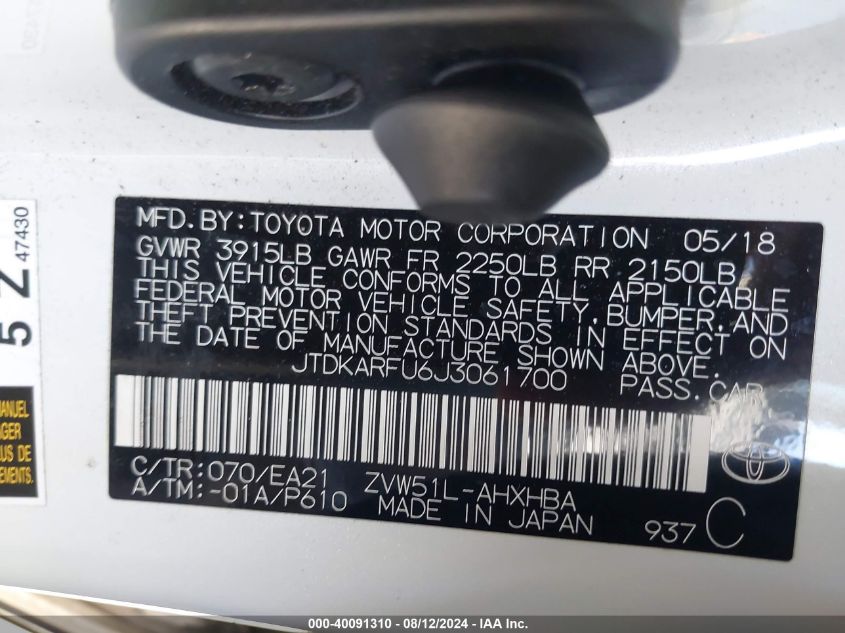 MFD.BY:TOYOTA MOTOR CORPORATION 05/18
GVWR 3915LB GAWR FR 2250LB RR 2150LB
THIS VEHICLE CONFORMS TO ALL APPLICABLE
FEDERAL MOTOR VEHICLE SAFETY,BUMPER,AND
THEFT PREVENTION STANDARDS IN EFFECT ON
THE DATE OF MANUFACTURE SHOWN ABOVE.
JTDKARFU6J3061700 PASS.CAR
C/TR:070/EA21 ZVW51L-AHXHBA
A/TM:-01A/P610 MADE IN JAPAN 937 C
5 Z 47430
MANUEL
US DE
000-40091310 - 08/12/2024 - IAA Inc.